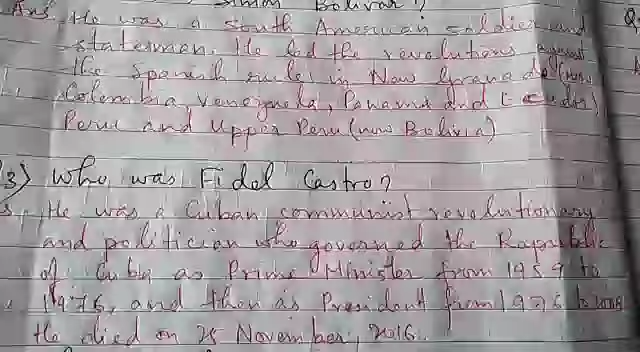 Simon Bolivar?
Ans. He was a South American soldier and
statesman. He led the revolutions against
the Spanish rules in New Granada (now
Colombia, Venezuela, Panama and Ecuador)
Peru and Upper Peru (now Bolivia)
3) Who was Fidel Castro?
He was a Cuban communist revolutionary
and politician who governed the Republic
of Cuba as Prime Minister from 1959 to
1976, and then as President from 1976 to 2008
He died on 25 November, 2016.